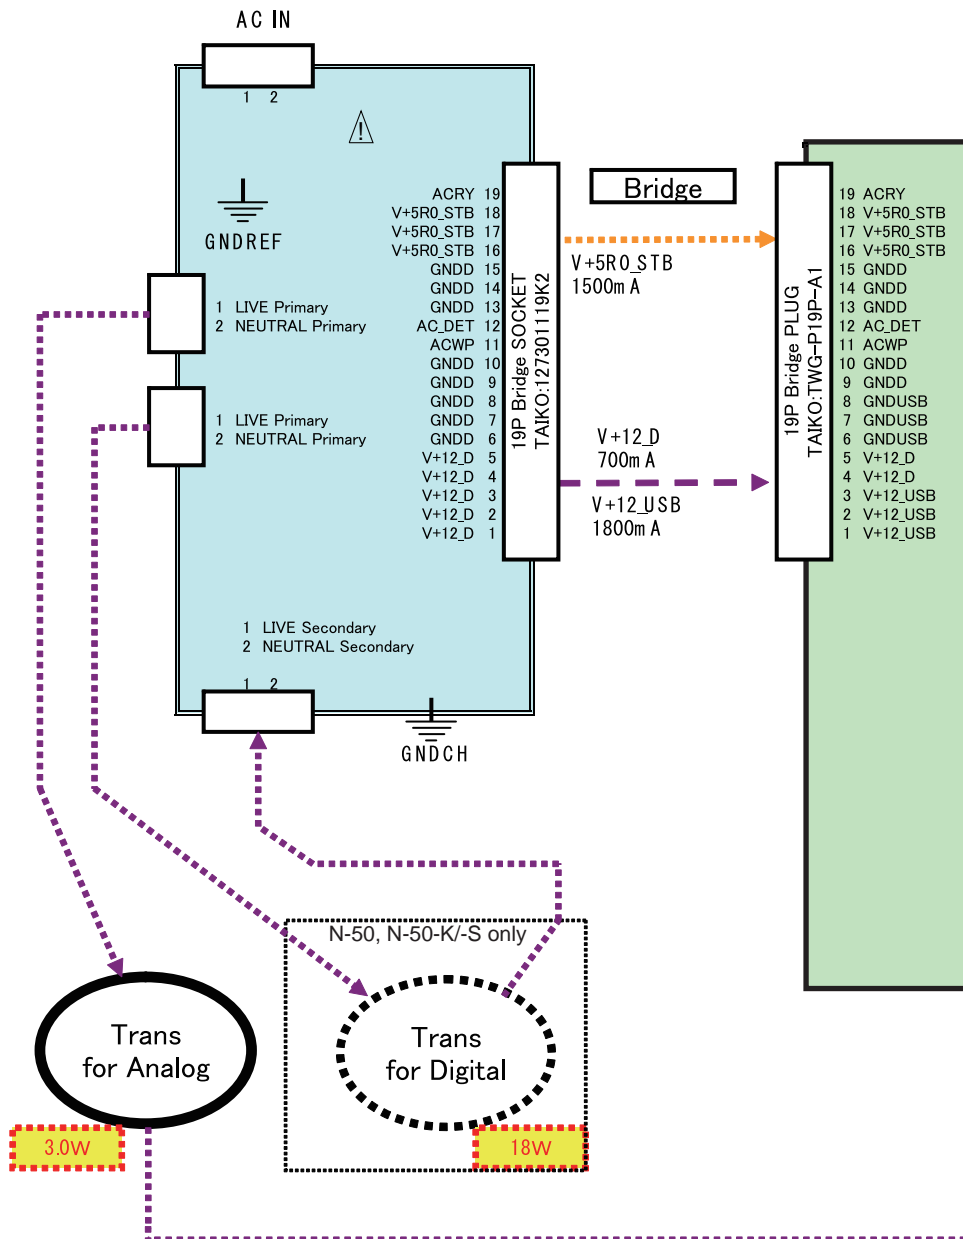 AC IN
1 2
⚠
Bridge
GNDREF
ACRY 19
V+5R0_STB 18
V+5R0_STB 17
V+5R0_STB 16
GNDD 15
GNDD 14
GNDD 13
AC_DET 12
ACWP 11
GNDD 10
GNDD 9
GNDD 8
GNDD 7
GNDD 6
V+12_D 5
V+12_D 4
V+12_D 3
V+12_D 2
V+12_D 1
19P Bridge SOCKET
TAIKO:127301119K2
V+5R0_STB
1500mA
V+12_D
700mA
V+12_USB
1800mA
19P Bridge PLUG
TAIKO:TWG-P19P-A1
19 ACRY
18 V+5R0_STB
17 V+5R0_STB
16 V+5R0_STB
15 GNDD
14 GNDD
13 GNDD
12 AC_DET
11 ACWP
10 GNDD
9 GNDD
8 GNDUSB
7 GNDUSB
6 GNDUSB
5 V+12_D
4 V+12_D
3 V+12_USB
2 V+12_USB
1 V+12_USB
1 LIVE Primary
2 NEUTRAL Primary
1 LIVE Primary
2 NEUTRAL Primary
1 LIVE Secondary
2 NEUTRAL Secondary
1 2
GNDCH
N-50, N-50-K/-S only
Trans
for Analog
3.0W
Trans
for Digital
18W